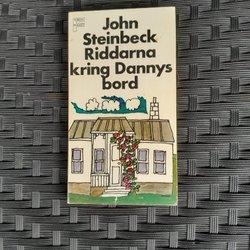 John
Steinbeck
Riddarna
kring Dannys
bord